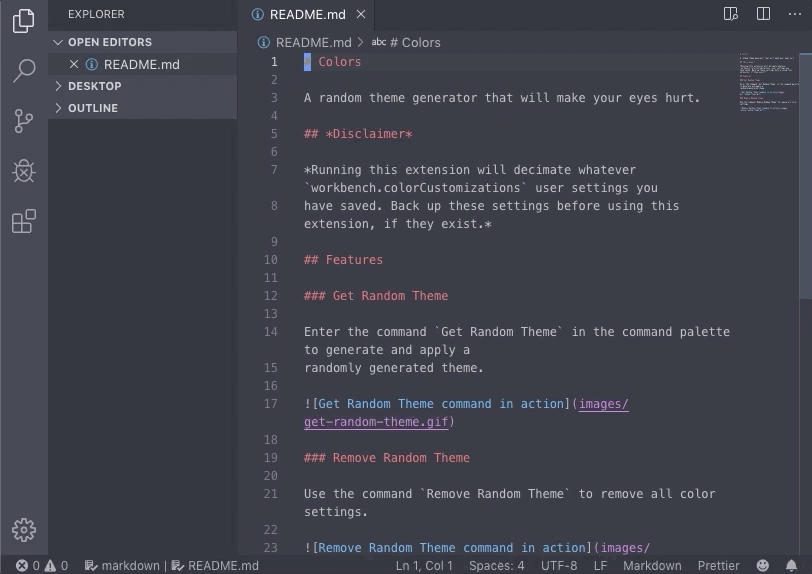 EXPLORER
OPEN EDITORS
README.md
DESKTOP
OUTLINE
README.md
README.md > abc # Colors
1 # Colors
2
3 A random theme generator that will make your eyes hurt.
4
5 ## *Disclaimer*
6
7 *Running this extension will decimate whatever
`workbench.colorCustomizations` user settings you
8 have saved. Back up these settings before using this
extension, if they exist.*
9
10 ## Features
11
12 ### Get Random Theme
13
14 Enter the command `Get Random Theme` in the command palette
to generate and apply a
15 randomly generated theme.
16
17 ![Get Random Theme command in action](images/
get-random-theme.gif)
18
19 ### Remove Random Theme
20
21 Use the command `Remove Random Theme` to remove all color
settings.
22
23 ![Remove Random Theme command in action](images/
0 0 markdown | README.md Ln 1, Col 1 Spaces: 4 UTF-8 LF Markdown Prettier